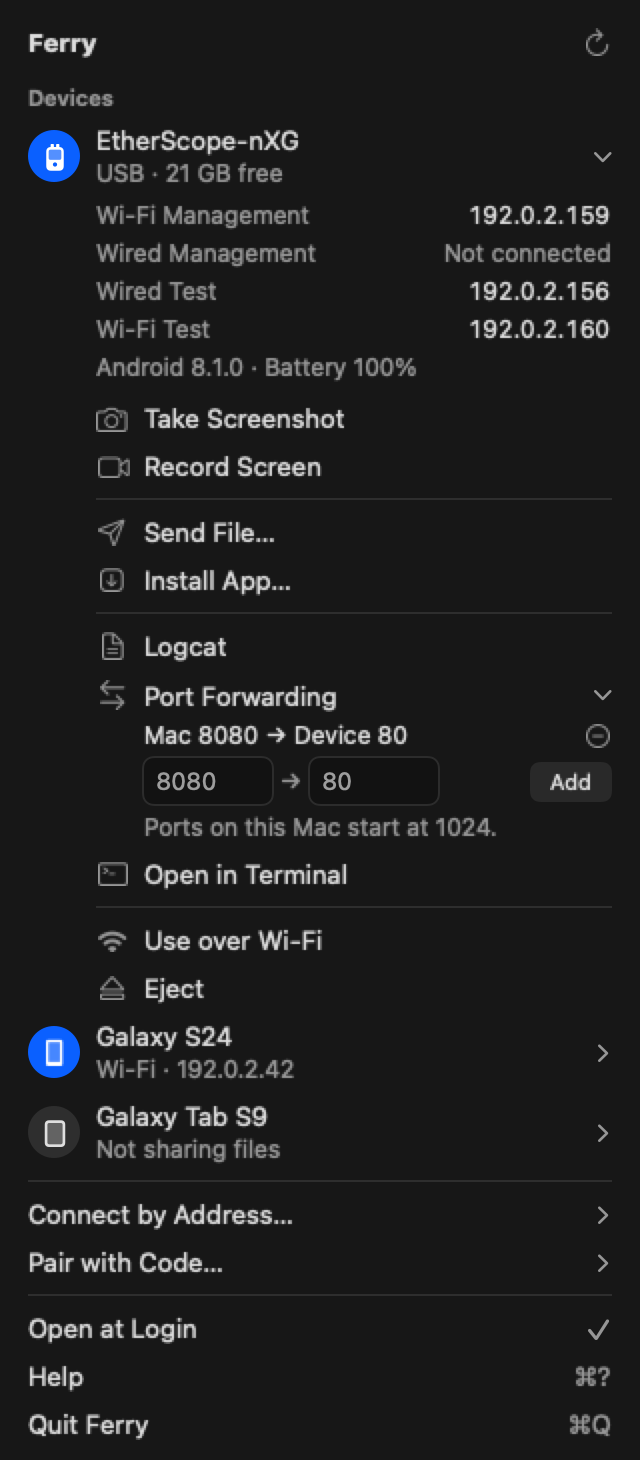 Ferry
Devices
EtherScope-nXG
USB · 21 GB free
Wi-Fi Management 192.0.2.159
Wired Management Not connected
Wired Test 192.0.2.156
Wi-Fi Test 192.0.2.160
Android 8.1.0 · Battery 100%
Take Screenshot
Record Screen
Send File...
Install App...
Logcat
Port Forwarding
Mac 8080 → Device 80
8080 → 80 Add
Ports on this Mac start at 1024.
Open in Terminal
Use over Wi-Fi
Eject
Galaxy S24
Wi-Fi · 192.0.2.42
Galaxy Tab S9
Not sharing files
Connect by Address...
Pair with Code...
Open at Login
Help ⌘?
Quit Ferry ⌘Q